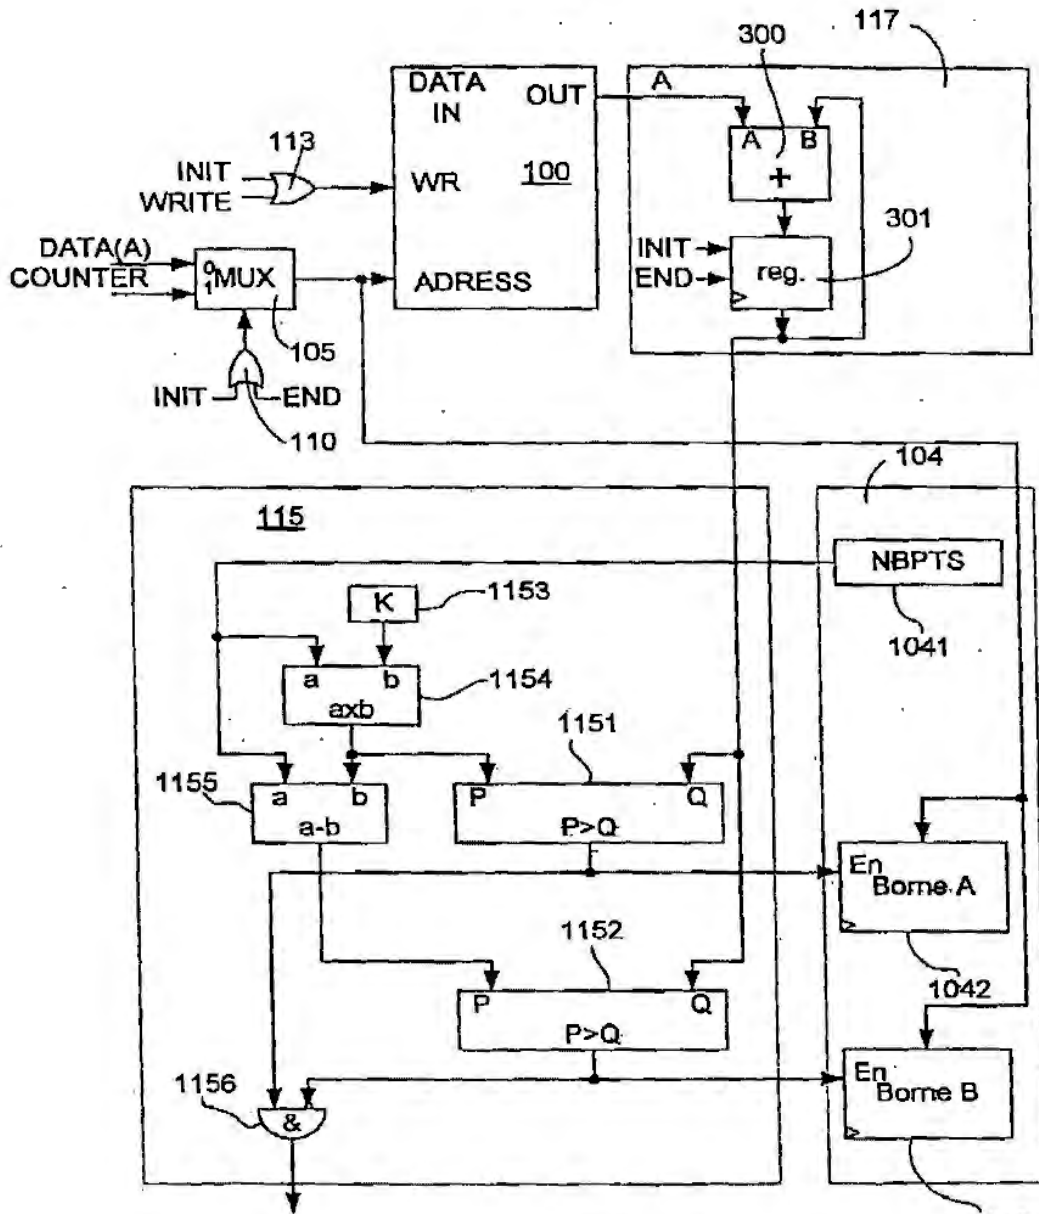 300
117
DATA IN
OUT
A
A B
+
113
INIT
WRITE
WR
100
301
DATA(A)
COUNTER
0
1
MUX
ADRESS
INIT
END
reg.
105
INIT
END
110
104
115
NBPTS
K
1153
1041
a b
axb
1154
1151
1155
a b
a-b
P Q
P>Q
En
Borne A
1152
1042
P Q
P>Q
1156
&
En
Borne B